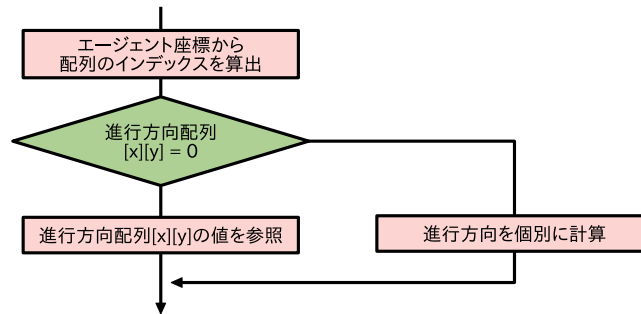 エージェント座標から
配列のインデックスを算出
進行方向配列
[x][y] = 0
進行方向配列[x][y]の値を参照
進行方向を個別に計算